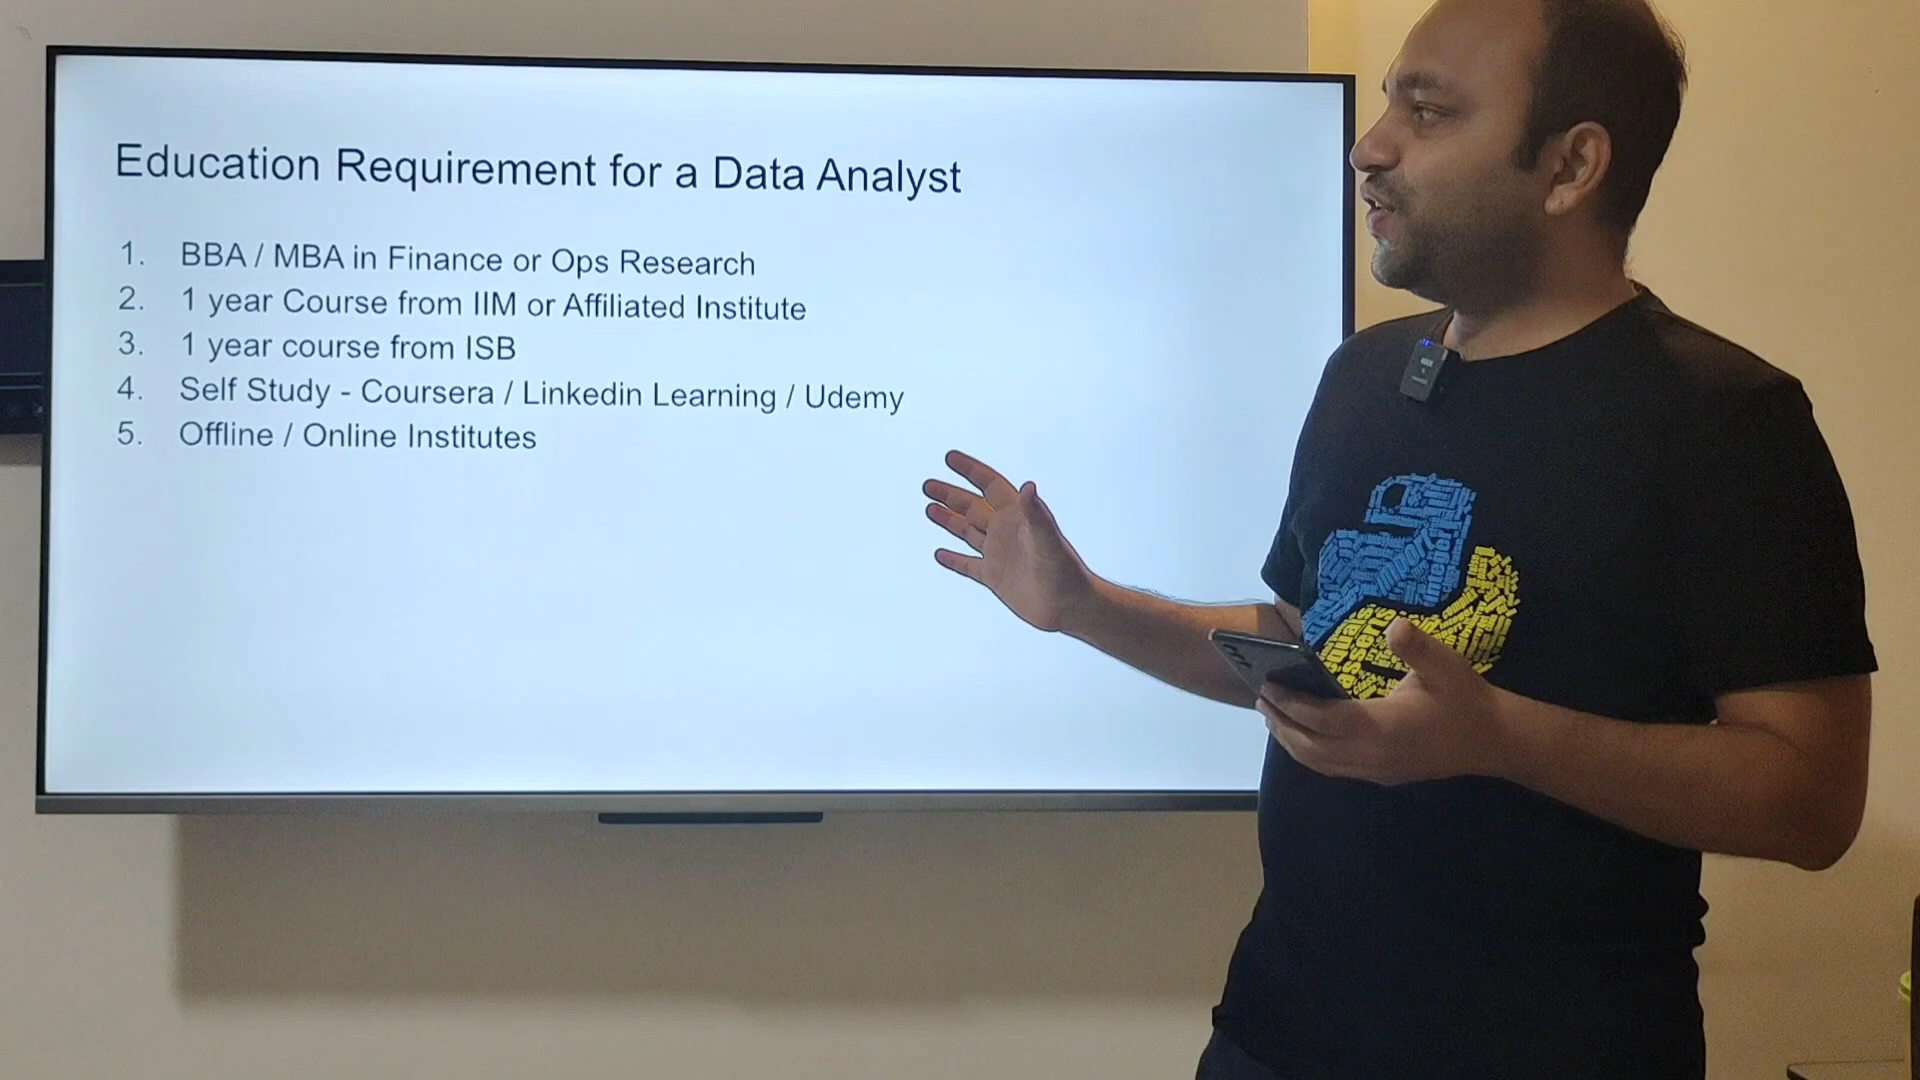 Education Requirement for a Data Analyst
1. BBA / MBA in Finance or Ops Research
2. 1 year Course from IIM or Affiliated Institute
3. 1 year course from ISB
4. Self Study - Coursera / Linkedin Learning / Udemy
5. Offline / Online Institutes